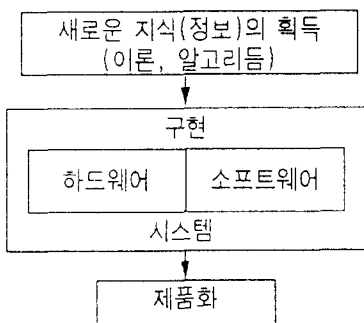 새로운 지식(정보)의 획득
(이론, 알고리듬)
구현
하드웨어 소프트웨어
시스템
제품화